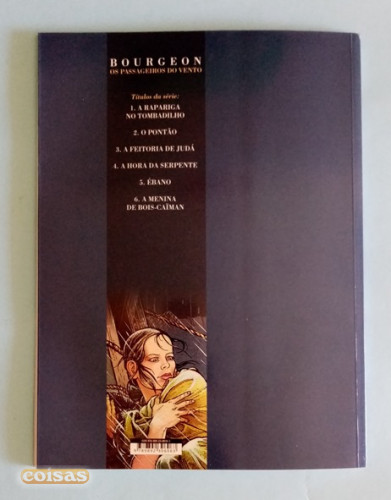 BOURGEON
OS PASSAGEIROS DO VENTO
Títulos da série:
1. A RAPARIGA
NO TOMBADILHO
2. O PONTÃO
3. A FEITORIA DE JUDÁ
4. A HORA DA SERPENTE
5. ÉBANO
6. A MENINA
DE BOIS-CAÏMAN
coisas